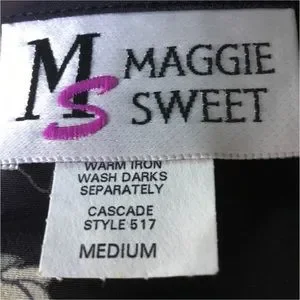 MS MAGGIE
SWEET
WARM IRON
WASH DARKS
SEPARATELY
CASCADE
STYLE 517
MEDIUM